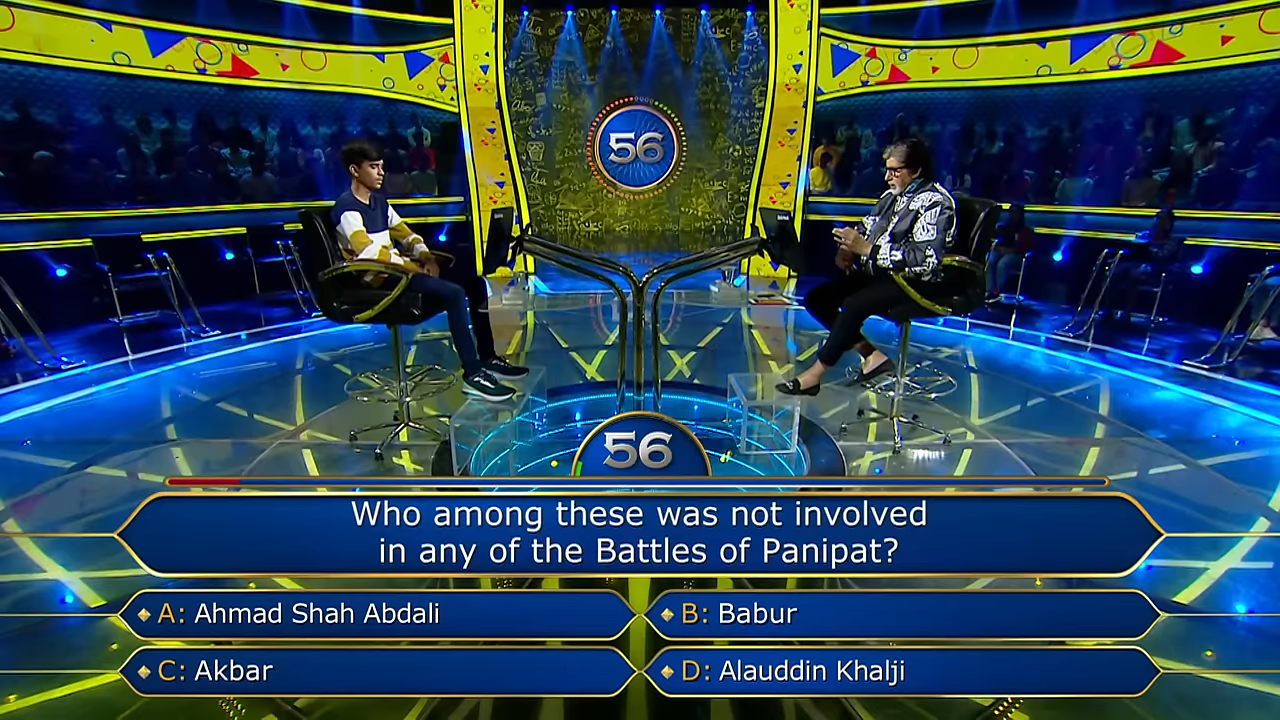 56
56
Who among these was not involved
in any of the Battles of Panipat?
A: Ahmad Shah Abdali
B: Babur
C: Akbar
D: Alauddin Khalji